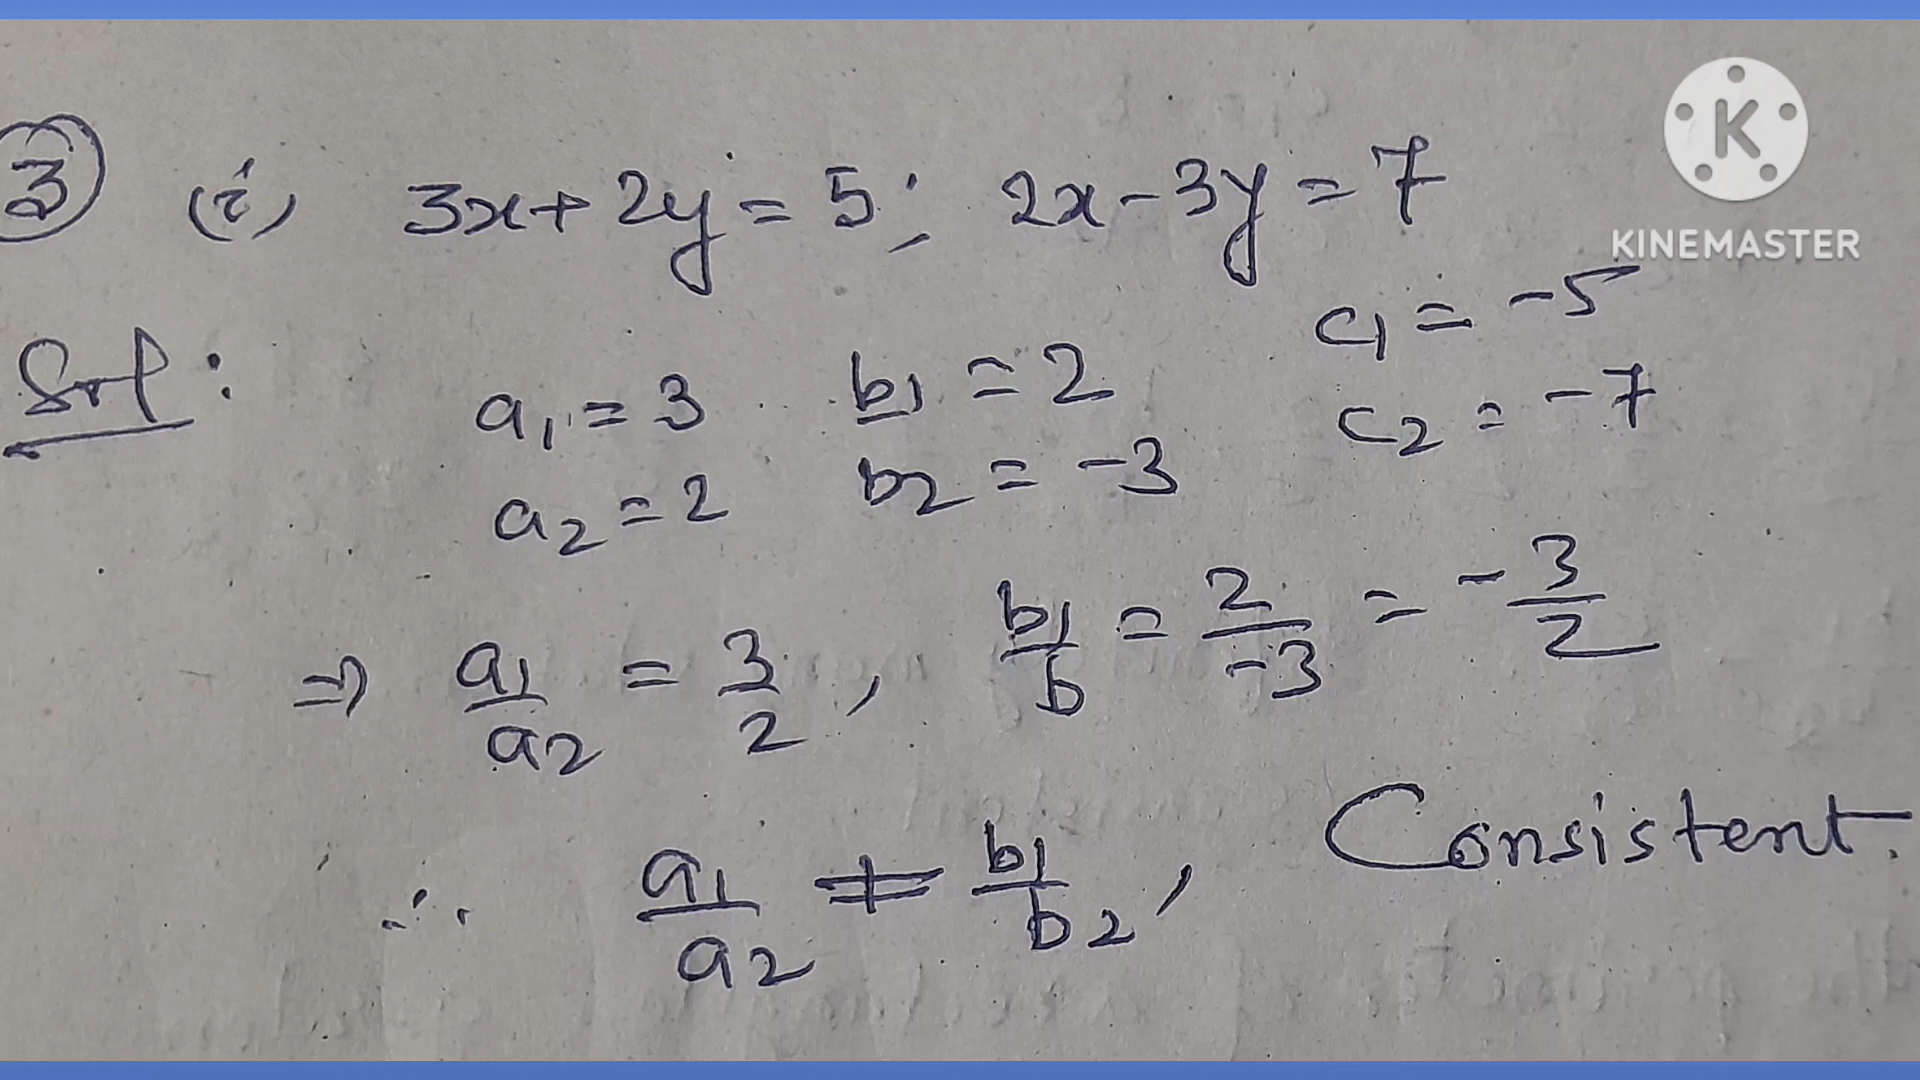 ③ (i) 3x + 2y = 5; 2x - 3y = 7
KINEMASTER
Sol: a₁ = 3 b₁ = 2 c₁ = -5
a₂ = 2 b₂ = -3 c₂ = -7
⇒ a₁/a₂ = 3/2, b₁/b = 2/-3 = -3/2
∴ a₁/a₂ ≠ b₁/b₂, Consistent.